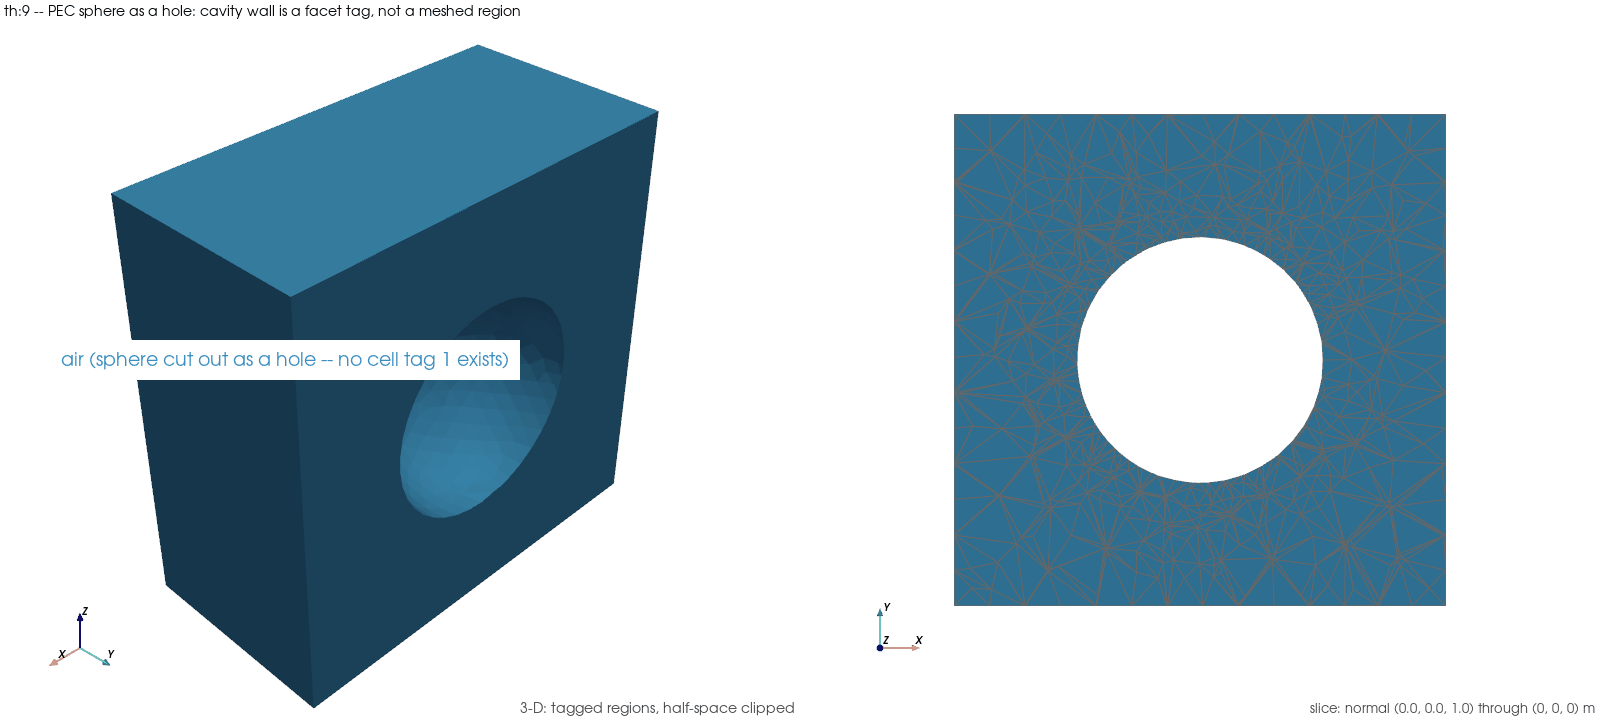 th:9 -- PEC sphere as a hole: cavity wall is a facet tag, not a meshed region
air (sphere cut out as a hole -- no cell tag 1 exists)
Z
X
Y
Y
Z
X
3-D: tagged regions, half-space clipped
slice: normal (0.0, 0.0, 1.0) through (0, 0, 0) m